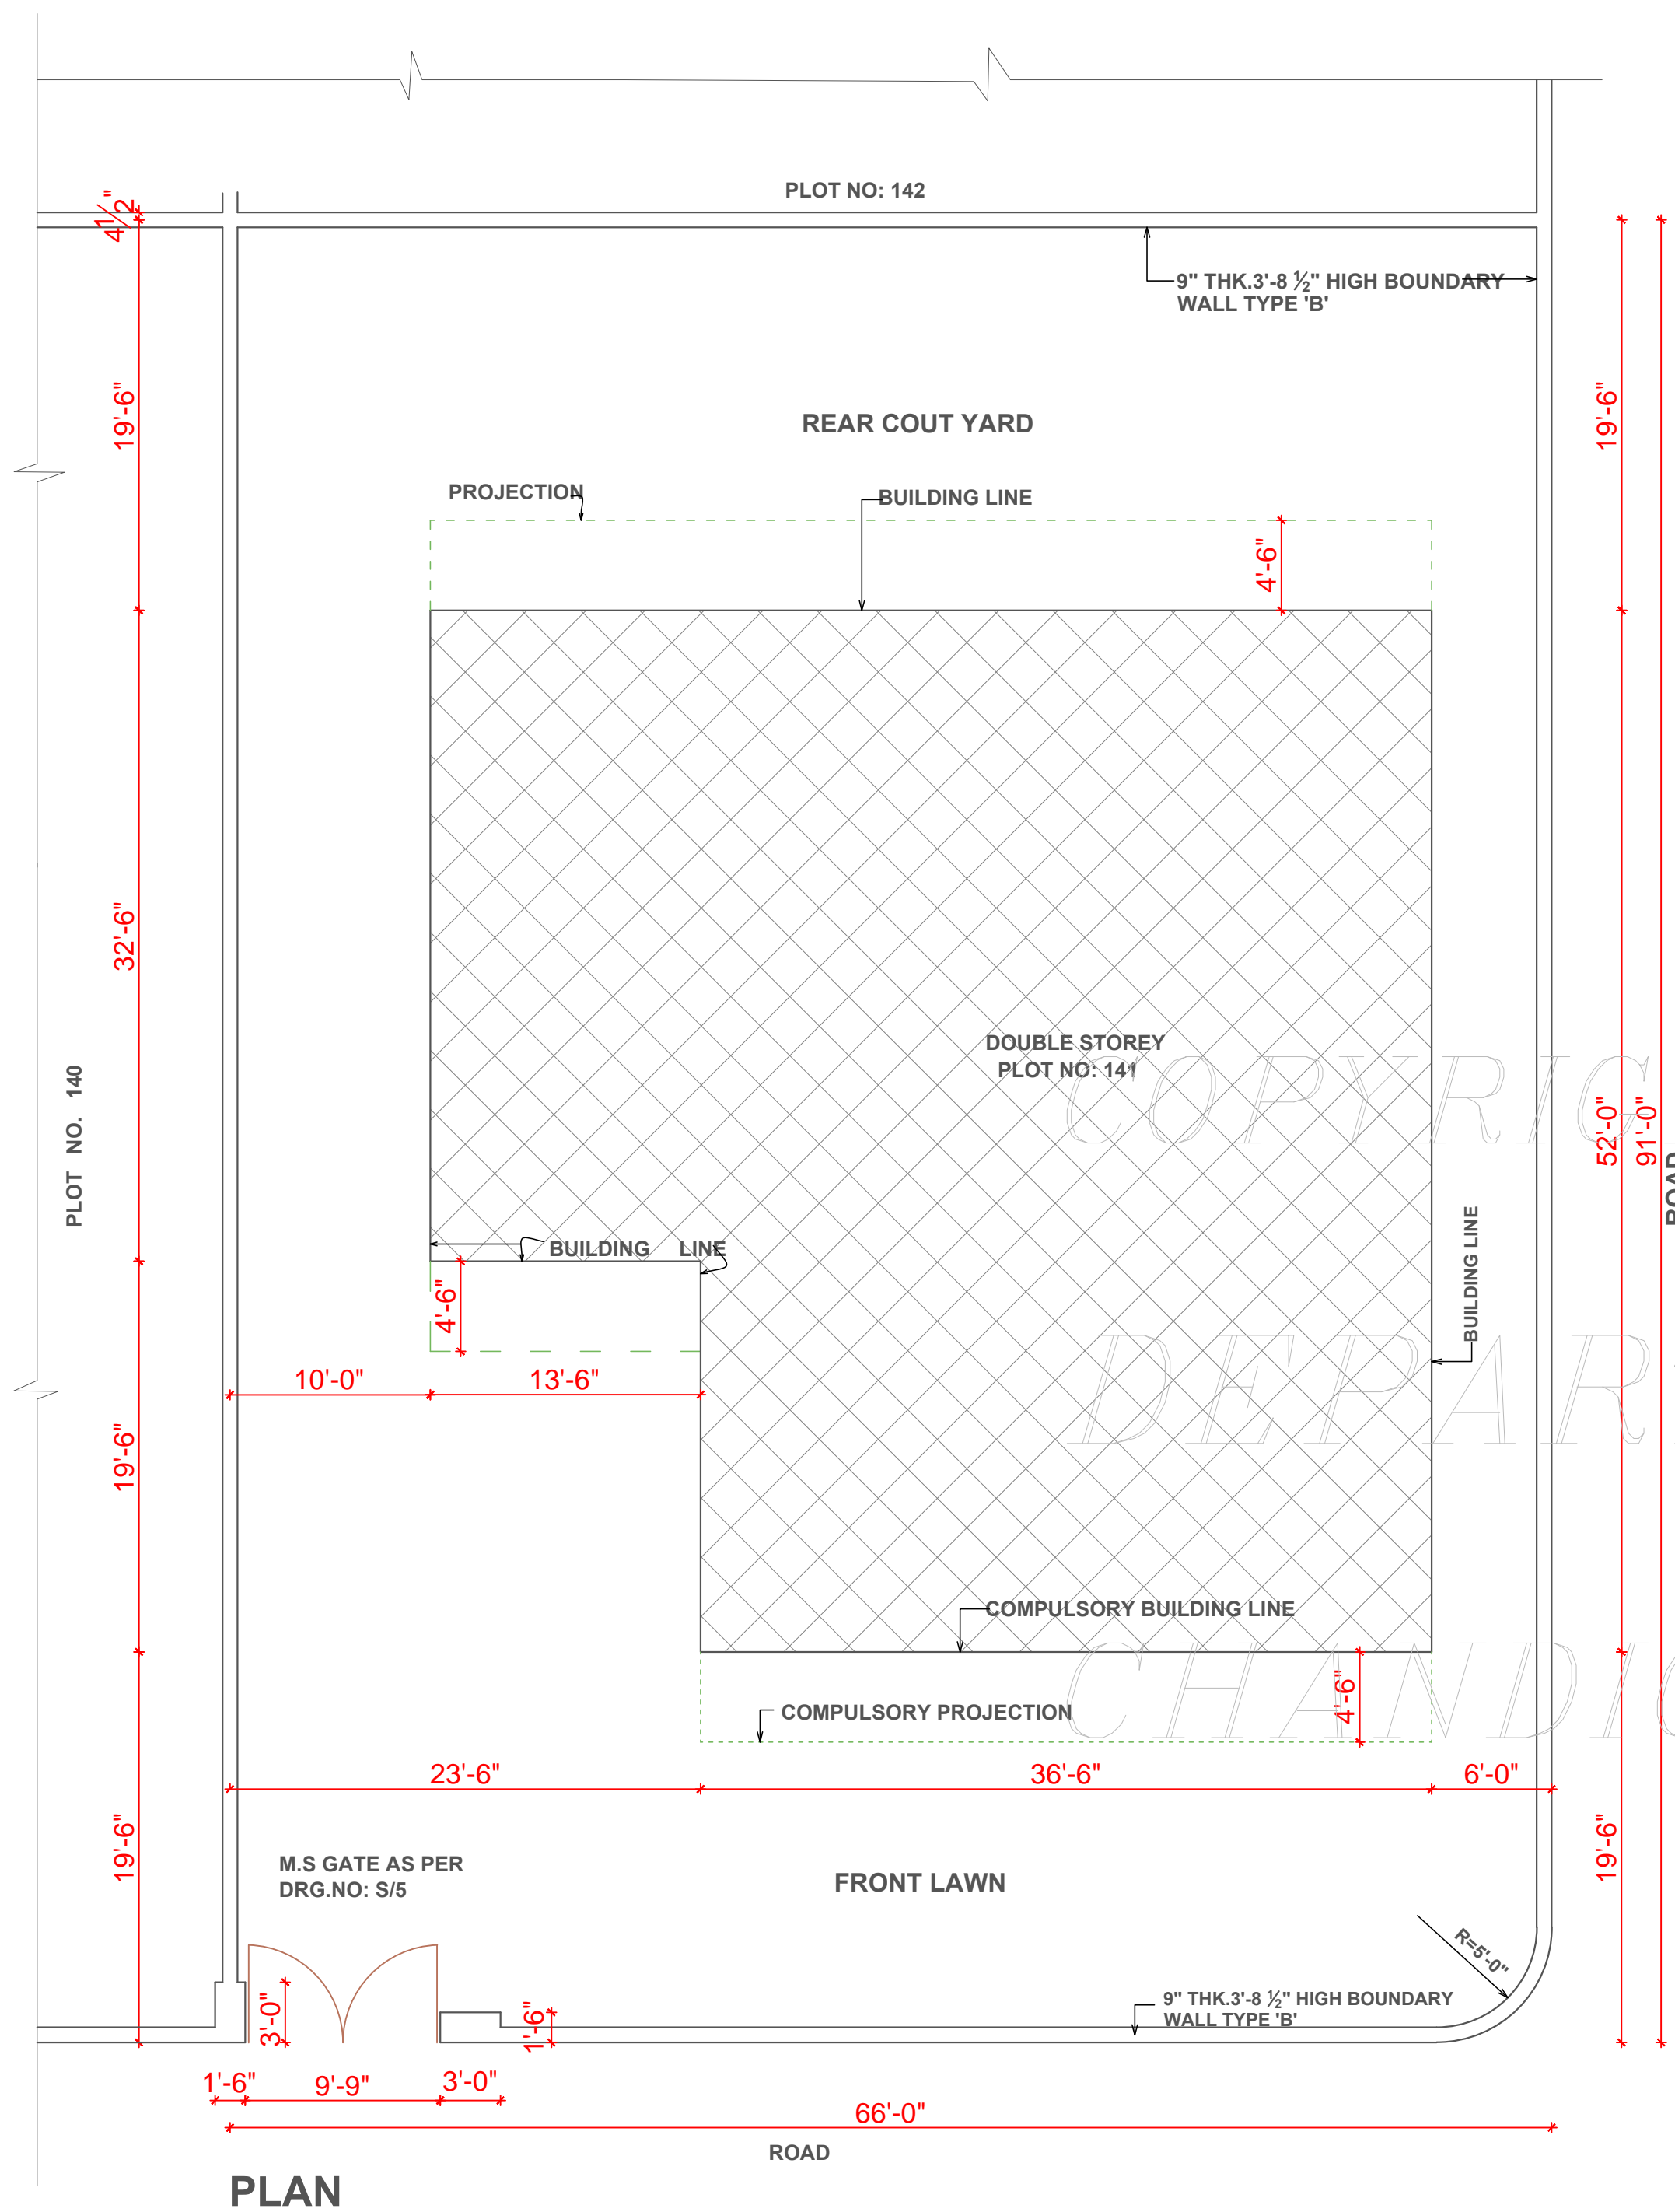 PLOT NO: 142
4½"
9" THK.3'-8 ½" HIGH BOUNDARY
WALL TYPE 'B'
19'-6"
19'-6"
REAR COUT YARD
PROJECTION
BUILDING LINE
4'-6"
32'-6"
DOUBLE STOREY
PLOT NO: 141
COPYRIG
PLOT NO. 140
52'-0"
91'-0"
ROAD
BUILDING LINE
BUILDING LINE
4'-6"
DEPAR
10'-0"
13'-6"
19'-6"
COMPULSORY BUILDING LINE
4'-6"
COMPULSORY PROJECTION
CHANDIG
23'-6"
36'-6"
6'-0"
19'-6"
19'-6"
M.S GATE AS PER
DRG.NO: S/5
FRONT LAWN
R=5'-0"
9" THK.3'-8 ½" HIGH BOUNDARY
WALL TYPE 'B'
3'-0"
1'-6"
1'-6"
9'-9"
3'-0"
66'-0"
ROAD
PLAN